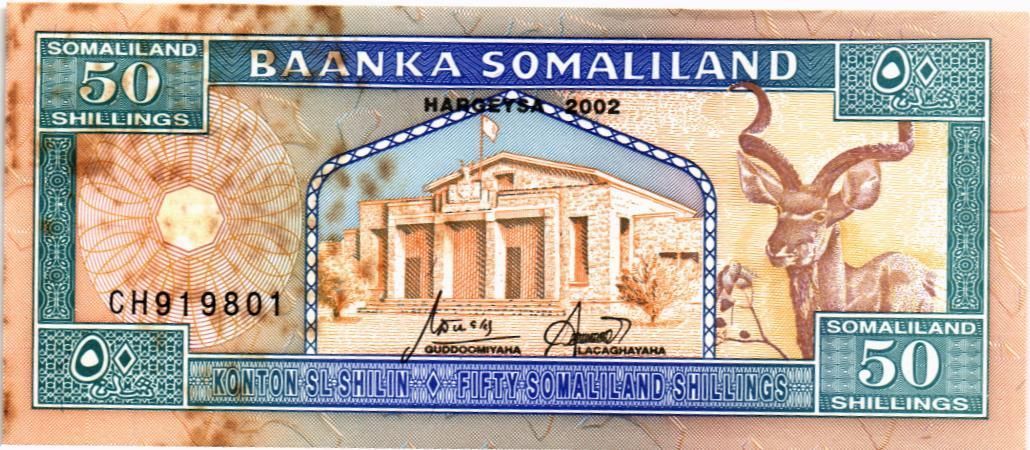 SOMALILAND
50
SHILLINGS
BAANKA SOMALILAND
٥٠
شلن
HARGEYSA 2002
CH919801
GUDDOOMIYAHA
LACAGHAYAHA
٥٠
شلن
KONTON SL SHILIN ◊ FIFTY SOMALILAND SHILLINGS
SOMALILAND
50
SHILLINGS